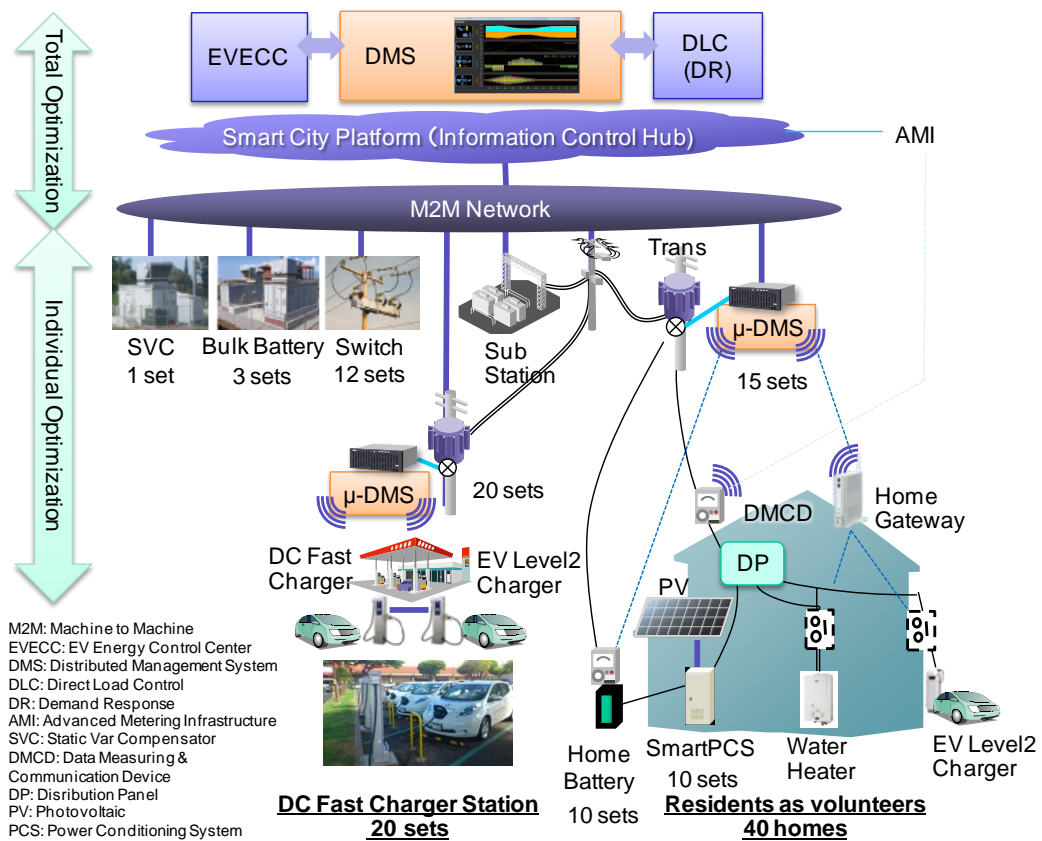 Total Optimization
Individual Optimization
EVECC
DMS
DLC
(DR)
Smart City Platform (Information Control Hub)
AMI
M2M Network
Trans
SVC
1 set
Bulk Battery
3 sets
Switch
12 sets
Sub
Station
μ-DMS
15 sets
μ-DMS
20 sets
DMCD
Home
Gateway
DC Fast
Charger
EV Level2
Charger
DP
PV
Home
Battery
10 sets
SmartPCS
10 sets
Water
Heater
EV Level2
Charger
DC Fast Charger Station
20 sets
Residents as volunteers
40 homes
M2M: Machine to Machine
EVECC: EV Energy Control Center
DMS: Distributed Management System
DLC: Direct Load Control
DR: Demand Response
AMI: Advanced Metering Infrastructure
SVC: Static Var Compensator
DMCD: Data Measuring &
Communication Device
DP: Disribution Panel
PV: Photovoltaic
PCS: Power Conditioning System